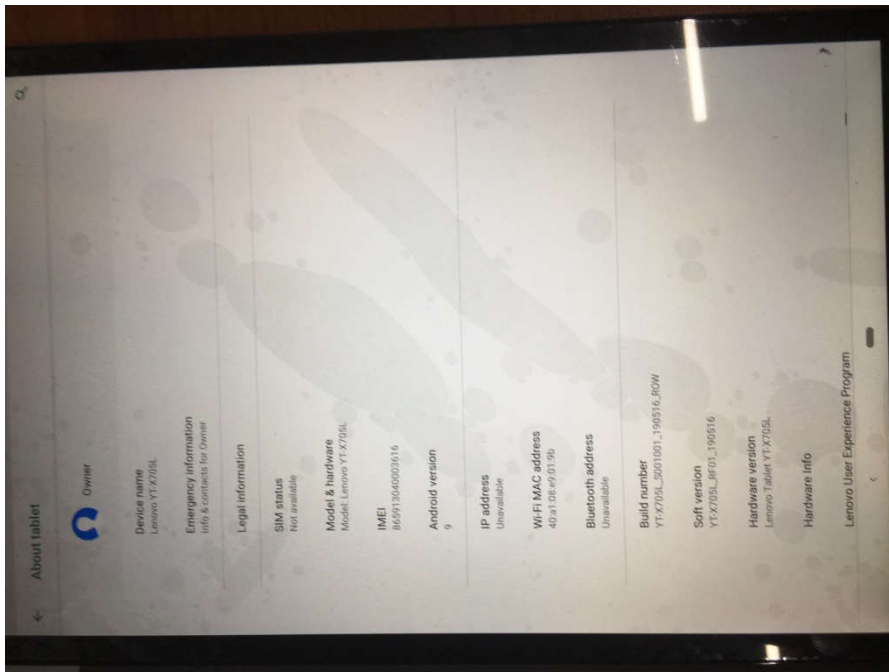 About tablet
Owner
Device name
Lenovo YT-X705L
Emergency information
Info & contacts for Owner
Legal information
SIM status
Not available
Model & hardware
Model: Lenovo YT-X705L
IMEI
865913040003616
Android version
9
IP address
Unavailable
Wi-Fi MAC address
40:a1:08:e9:01:9b
Bluetooth address
Unavailable
Build number
YT-X705L_S001001_190516_ROW
Soft version
YT-X705L_RF01_190516
Hardware version
Lenovo Tablet YT-X705L
Hardware Info
Lenovo User Experience Program